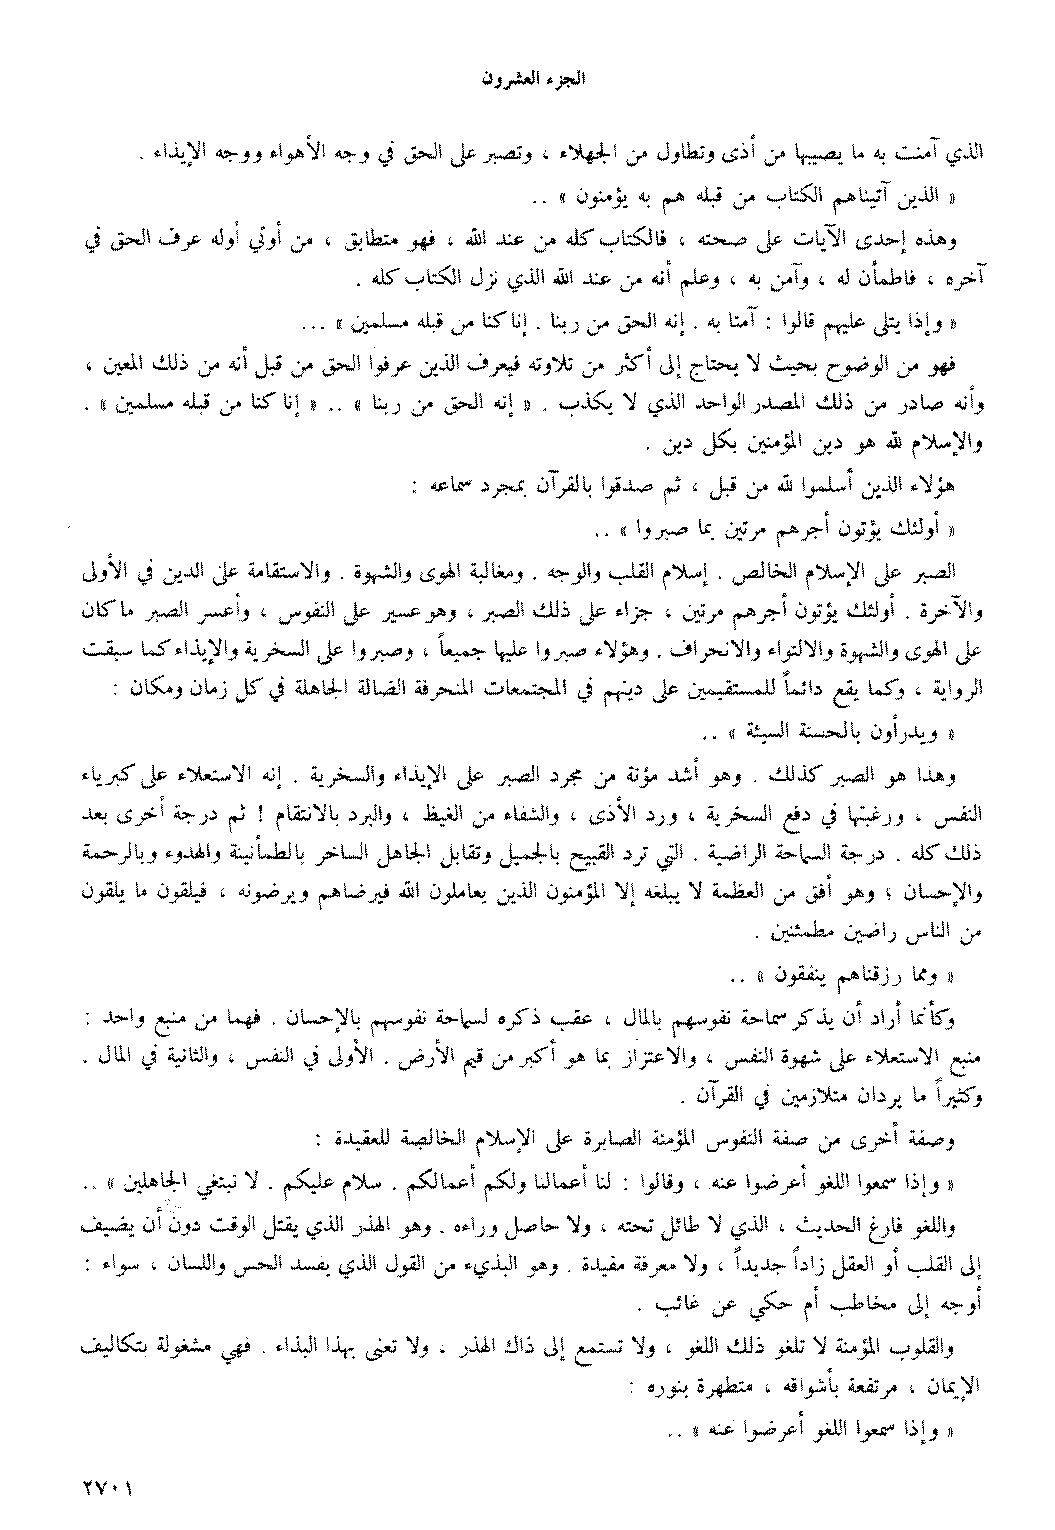 الجزء العشرون
الذي آمنت به ما يصيبها من أذى وتطاول من الجهلاء ، وتصبر على الحق في وجه الأهواء ووجه الإيذاء .
« الذين آتيناهم الكتاب من قبله هم به يؤمنون » ..
وهذه إحدى الآيات على صحته ، فالكتاب كله من عند الله ، فهو متطابق ، من أوتي أوله عرف الحق في
آخره ، فاطمأن له ، وآمن به ، وعلم أنه من عند الله الذي نزل الكتاب كله .
« وإذا يتلى عليهم قالوا : آمنا به . إنه الحق من ربنا . إنا كنا من قبله مسلمين » ...
فهو من الوضوح بحيث لا يحتاج إلى أكثر من تلاوته فيعرف الذين عرفوا الحق من قبل أنه من ذلك المعين ،
وأنه صادر من ذلك المصدر الواحد الذي لا يكذب . « إنه الحق من ربنا » .. « إنا كنا من قبله مسلمين » .
والإسلام لله هو دين المؤمنين بكل دين .
هؤلاء الذين أسلموا لله من قبل ، ثم صدقوا بالقرآن بمجرد سماعه :
« أولئك يؤتون أجرهم مرتين بما صبروا » ..
الصبر على الإسلام الخالص . إسلام القلب والوجه . ومغالبة الهوى والشهوة . والاستقامة على الدين في الأولى
والآخرة . أولئك يؤتون أجرهم مرتين ، جزاء على ذلك الصبر ، وهو عسير على النفوس ، وأعسر الصبر ما كان
على الهوى والشهوة والالتواء والانحراف . وهؤلاء صبروا عليها جميعاً ، وصبروا على السخرية والإيذاء كما سبقت
الرواية ، وكما يقع دائماً للمستقيمين على دينهم في المجتمعات المنحرفة الضالة الجاهلة في كل زمان ومكان :
« ويدرأون بالحسنة السيئة » ..
وهذا هو الصبر كذلك . وهو أشد مؤنة من مجرد الصبر على الإيذاء والسخرية . إنه الاستعلاء على كبرياء
النفس ، ورغبتها في دفع السخرية ، ورد الأذى ، والشفاء من الغيظ ، والبرد بالانتقام ! ثم درجة أخرى بعد
ذلك كله . درجة السماحة الراضية . التي ترد القبيح بالجميل وتقابل الجاهل الساخر بالطمأنينة والهدوء وبالرحمة
والإحسان ؛ وهو أفق من العظمة لا يبلغه إلا المؤمنون الذين يعاملون الله فيرضاهم ويرضونه ، فيلقون ما يلقون
من الناس راضين مطمئنين .
« ومما رزقناهم ينفقون » ..
وكأنما أراد أن يذكر سماحة نفوسهم بالمال ، عقب ذكره لسماحة نفوسهم بالإحسان . فهما من منبع واحد :
منبع الاستعلاء على شهوة النفس ، والاعتزاز بما هو أكبر من قيم الأرض . الأولى في النفس ، والثانية في المال .
وكثيراً ما يردان متلازمين في القرآن .
وصفة أخرى من صفة النفوس المؤمنة الصابرة على الإسلام الخالصة للعقيدة :
« وإذا سمعوا اللغو أعرضوا عنه ، وقالوا : لنا أعمالنا ولكم أعمالكم . سلام عليكم . لا نبتغي الجاهلين » ..
واللغو فارغ الحديث ، الذي لا طائل تحته ، ولا حاصل وراءه . وهو الهذر الذي يقتل الوقت دون أن يضيف
إلى القلب أو العقل زاداً جديداً ، ولا معرفة مفيدة . وهو البذيء من القول الذي يفسد الحس واللسان ، سواء :
أوجه إلى مخاطب أم حكي عن غائب .
والقلوب المؤمنة لا تلغو ذلك اللغو ، ولا تستمع إلى ذاك الهذر ، ولا تعنى بهذا البذاء . فهي مشغولة بتكاليف
الإيمان ، مرتفعة بأشواقه ، متطهرة بنوره :
« وإذا سمعوا اللغو أعرضوا عنه » ..
٢٧٠١